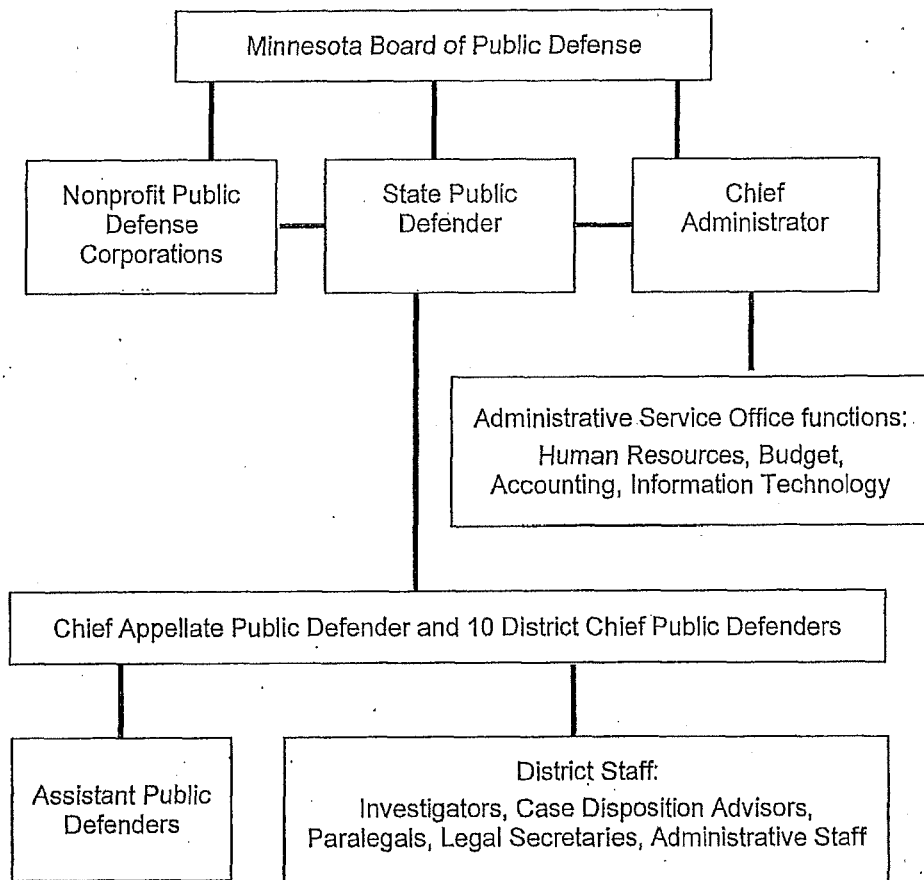 Minnesota Board of Public Defense
Nonprofit Public
Defense
Corporations
State Public
Defender
Chief
Administrator
Administrative Service Office functions:
Human Resources, Budget,
Accounting, Information Technology
Chief Appellate Public Defender and 10 District Chief Public Defenders
Assistant Public
Defenders
District Staff:
Investigators, Case Disposition Advisors,
Paralegals, Legal Secretaries, Administrative Staff